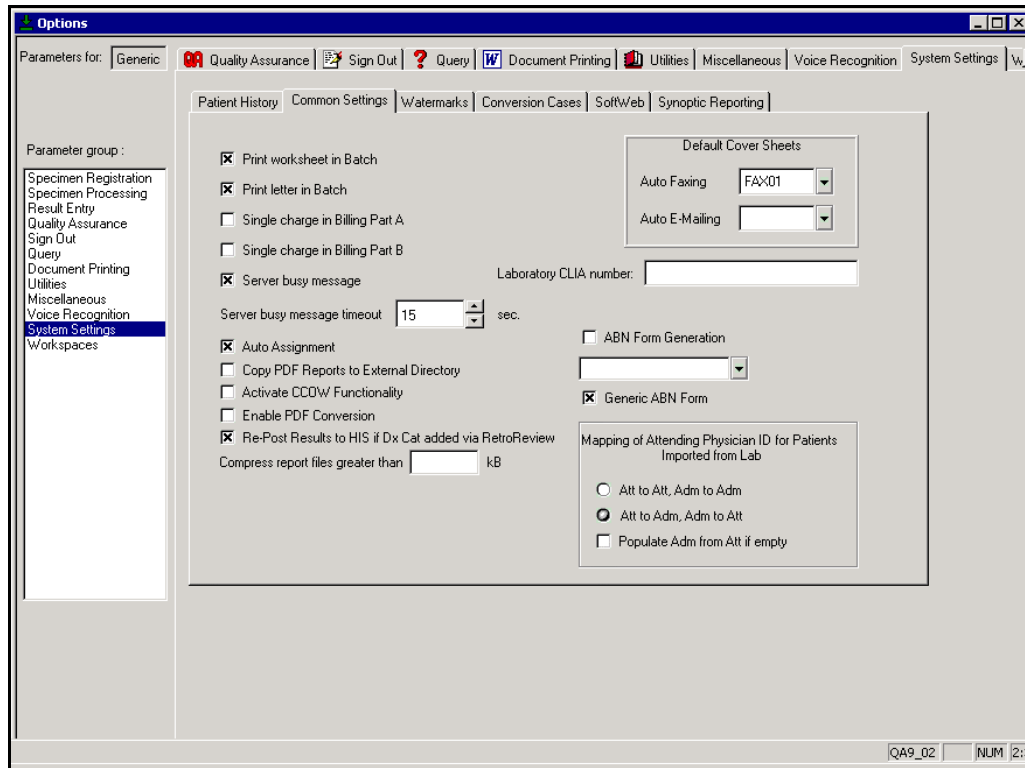 Options
Parameters for: Generic
Quality Assurance Sign Out Query Document Printing Utilities Miscellaneous Voice Recognition System Settings
Patient History Common Settings Watermarks Conversion Cases SoftWeb Synoptic Reporting
Parameter group :
Specimen Registration
Specimen Processing
Result Entry
Quality Assurance
Sign Out
Query
Document Printing
Utilities
Miscellaneous
Voice Recognition
System Settings
Workspaces
Print worksheet in Batch
Print letter in Batch
Single charge in Billing Part A
Single charge in Billing Part B
Server busy message
Server busy message timeout 15 sec.
Auto Assignment
Copy PDF Reports to External Directory
Activate CCOW Functionality
Enable PDF Conversion
Re-Post Results to HIS if Dx Cat added via RetroReview
Compress report files greater than kB
Default Cover Sheets
Auto Faxing FAX01
Auto E-Mailing
Laboratory CLIA number:
ABN Form Generation
Generic ABN Form
Mapping of Attending Physician ID for Patients
Imported from Lab
Att to Att, Adm to Adm
Att to Adm, Adm to Att
Populate Adm from Att if empty
QA9_02 NUM 2: